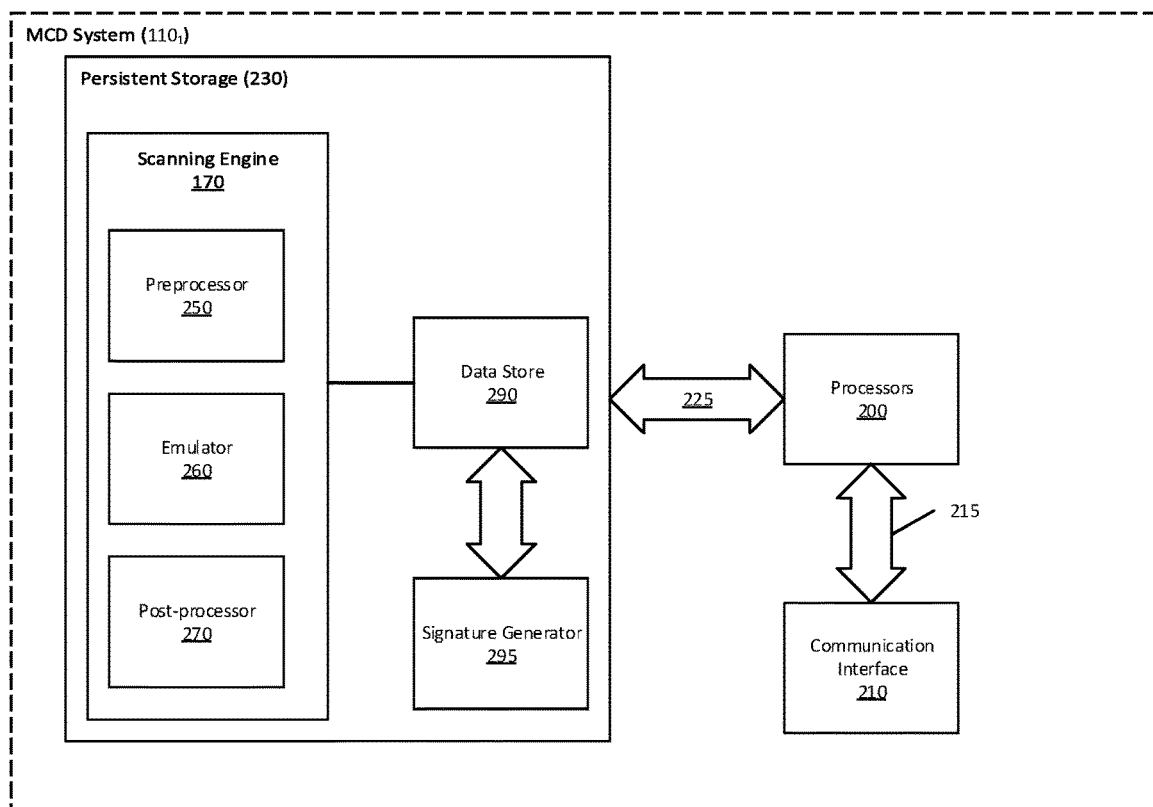 MCD System (110₁)
Persistent Storage (230)
Scanning Engine
170
Preprocessor
250
Emulator
260
Post-processor
270
Data Store
290
Signature Generator
295
225
Processors
200
215
Communication
Interface
210